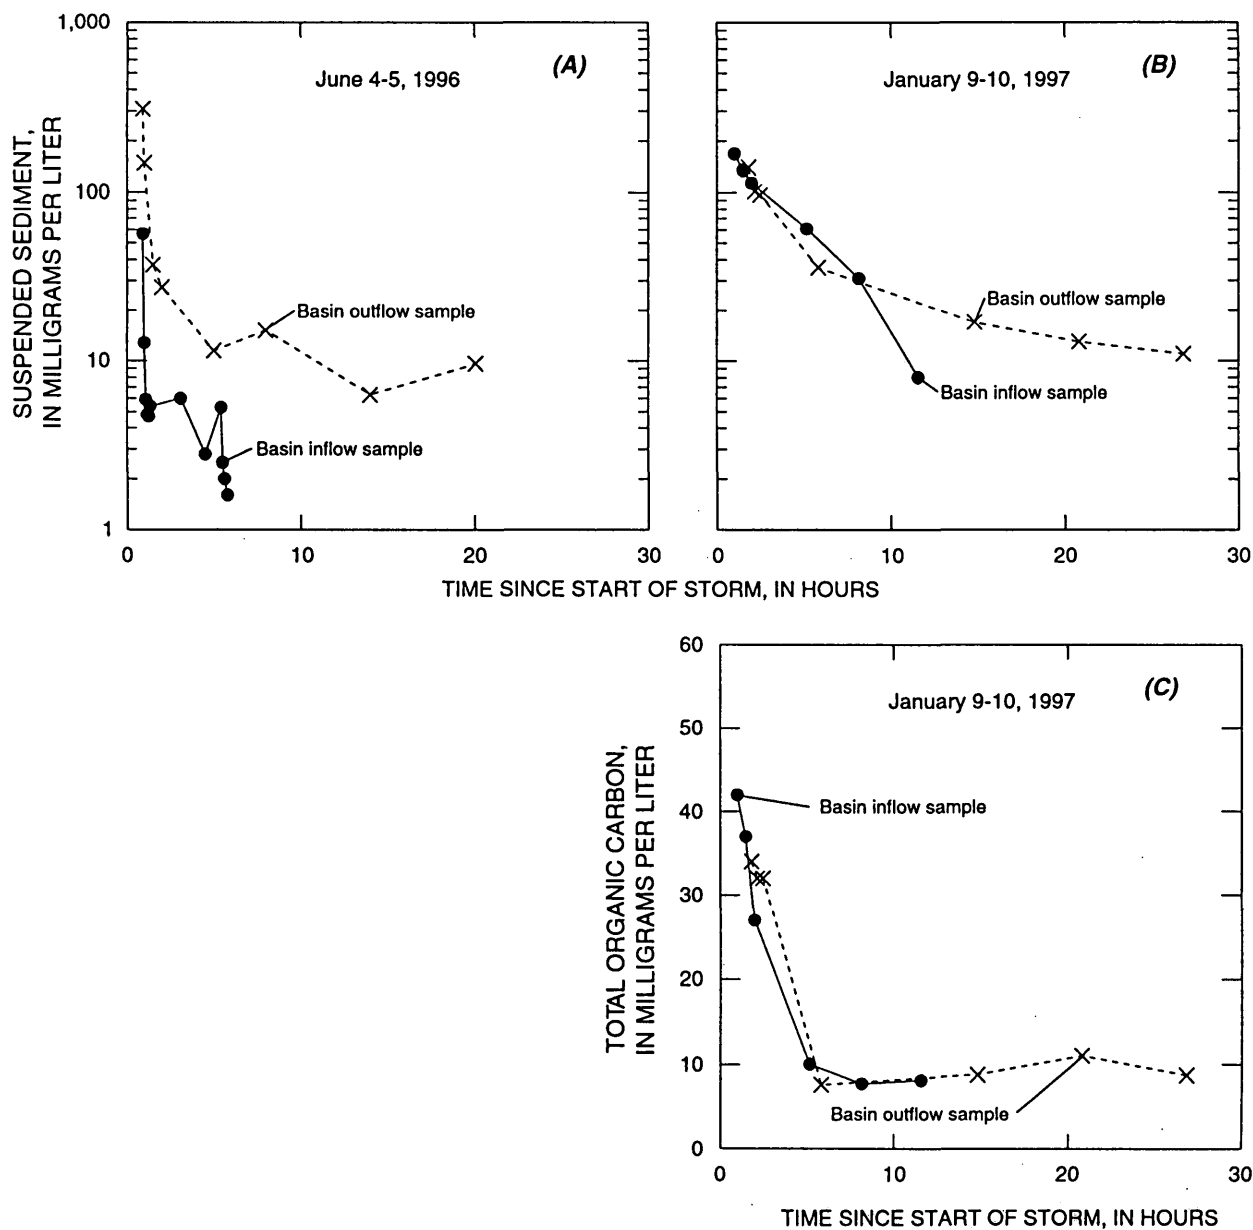 SUSPENDED SEDIMENT,
IN MILLIGRAMS PER LITER
1,000
100
10
1
(A)
June 4-5, 1996
Basin outflow sample
Basin inflow sample
0
10
20
30
(B)
January 9-10, 1997
Basin outflow sample
Basin inflow sample
0
10
20
30
TIME SINCE START OF STORM, IN HOURS
TOTAL ORGANIC CARBON,
IN MILLIGRAMS PER LITER
60
50
40
30
20
10
0
(C)
January 9-10, 1997
Basin inflow sample
Basin outflow sample
0
10
20
30
TIME SINCE START OF STORM, IN HOURS